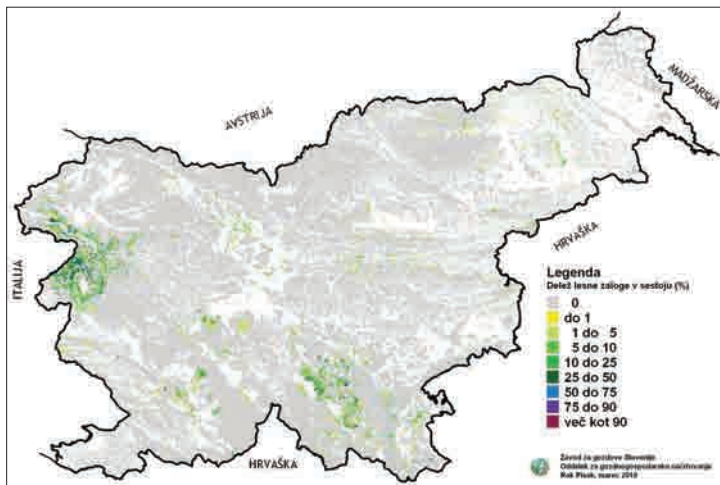 AVSTRIJA
MADŽARSKA
ITALIJA
HRVAŠKA
HRVAŠKA
Legenda
Delež lesne zaloge v sestoju (%)
0
do 1
1 do 5
5 do 10
10 do 25
25 do 50
50 do 75
75 do 90
več kot 90
Zavod za gozdove Slovenije
Oddelek za gozdnogospodarsko načrtovanje
Rok Pisek, marec 2010